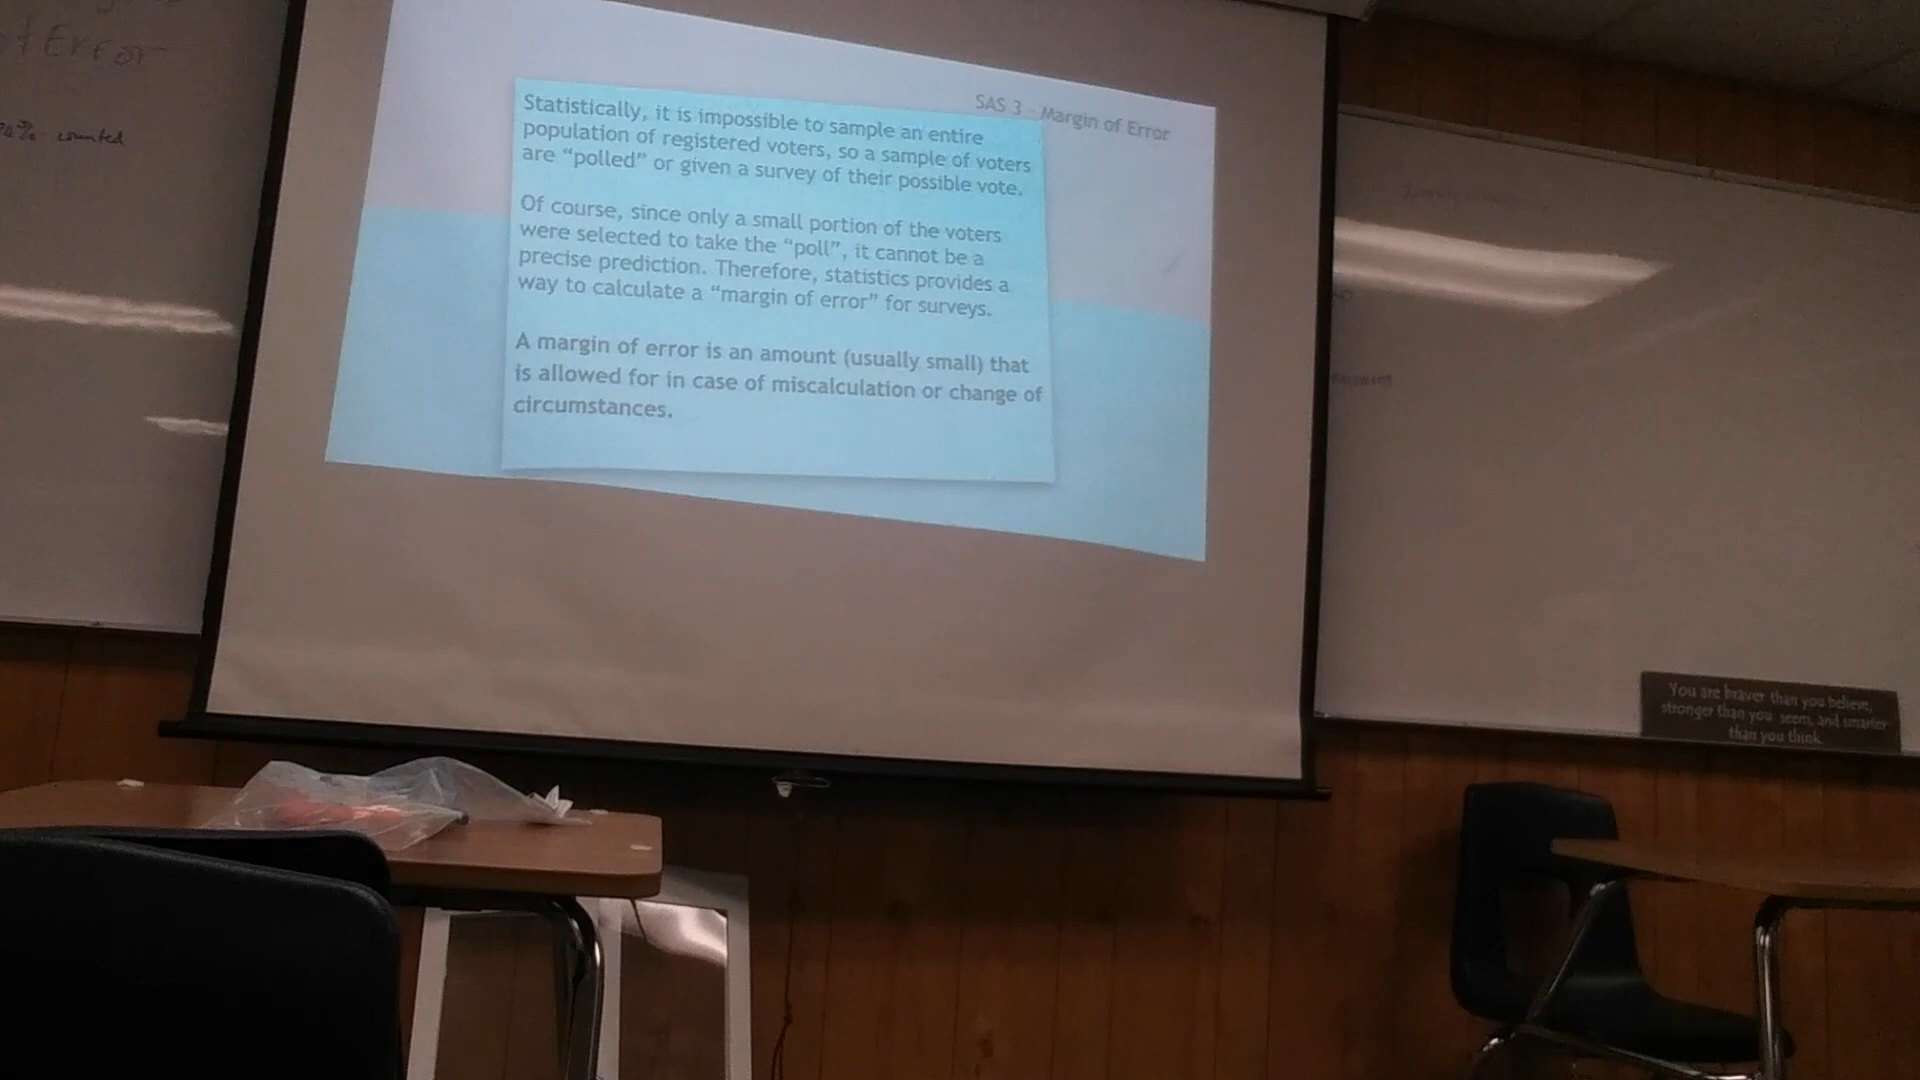 Error
counted
SAS 3 - Margin of Error
Statistically, it is impossible to sample an entire
population of registered voters, so a sample of voters
are “polled” or given a survey of their possible vote.
Of course, since only a small portion of the voters
were selected to take the “poll”, it cannot be a
precise prediction. Therefore, statistics provides a
way to calculate a “margin of error” for surveys.
A margin of error is an amount (usually small) that
is allowed for in case of miscalculation or change of
circumstances.
You are braver than you believe,
stronger than you seem, and smarter
than you think.